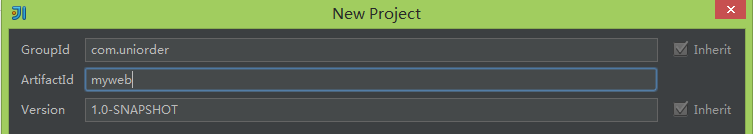 New Project
GroupId com.uniorder Inherit
ArtifactId myweb
Version 1.0-SNAPSHOT Inherit